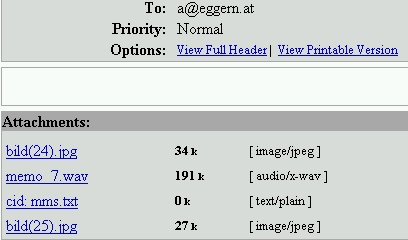 To: a@eggern.at
Priority: Normal
Options: View Full Header | View Printable Version
Attachments:
bild(24).jpg 34 k [ image/jpeg ]
memo_7.wav 191 k [ audio/x-wav ]
cid: mms.txt 0 k [ text/plain ]
bild(25).jpg 27 k [ image/jpeg ]